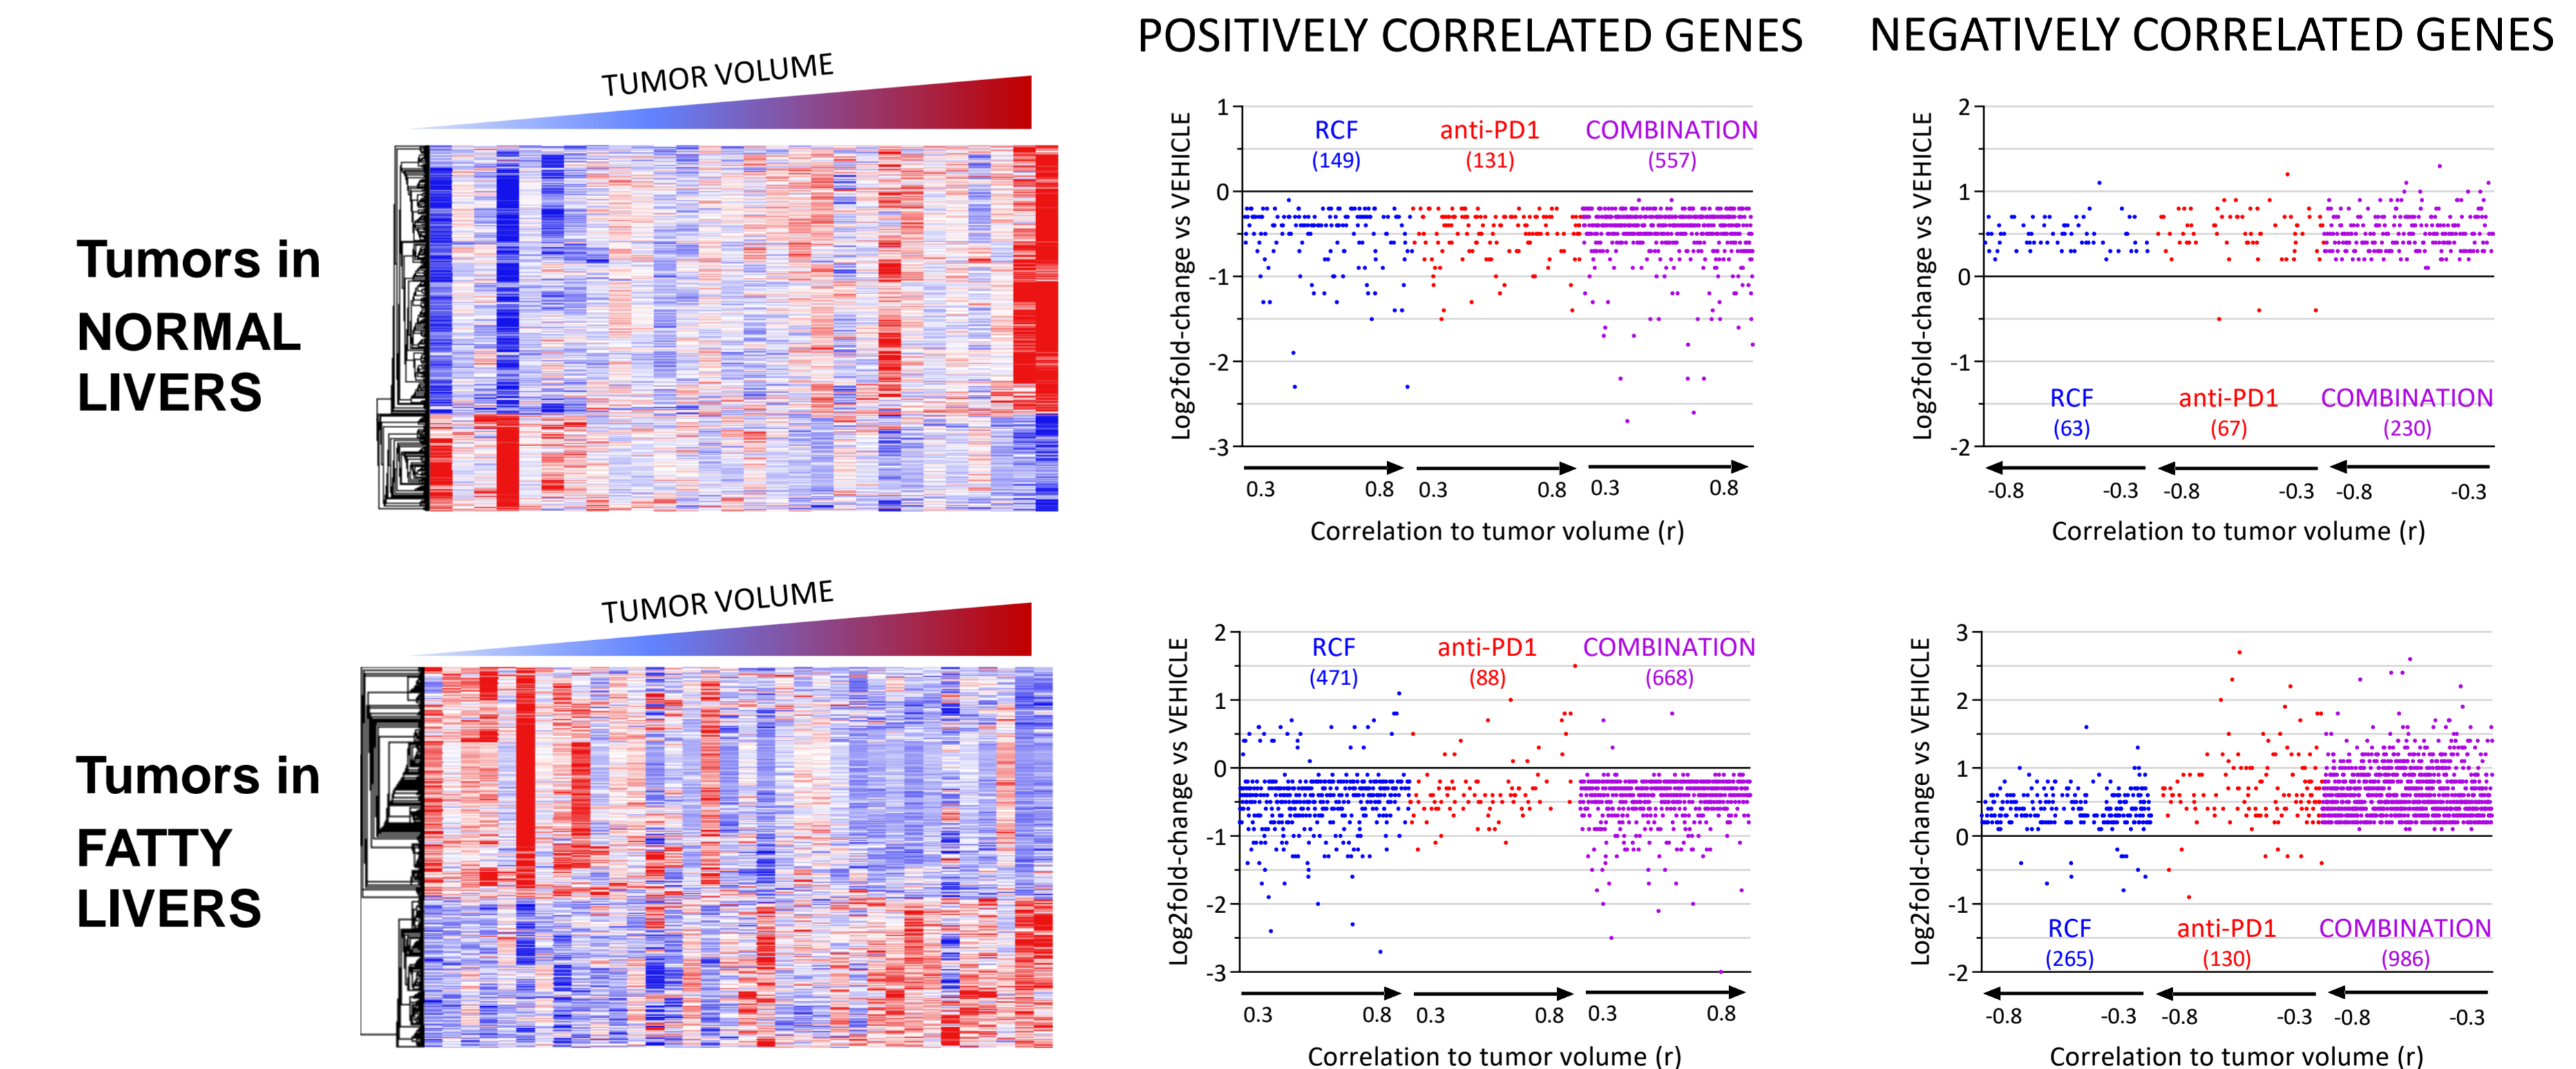 POSITIVELY CORRELATED GENES
NEGATIVELY CORRELATED GENES
Tumors in
NORMAL
LIVERS
TUMOR VOLUME
Log2fold-change vs VEHICLE
1
0
-1
-2
-3
RCF
(149)
anti-PD1
(131)
COMBINATION
(557)
0.3
0.8
0.3
0.8
0.3
0.8
Correlation to tumor volume (r)
Log2fold-change vs VEHICLE
2
1
0
-1
-2
RCF
(63)
anti-PD1
(67)
COMBINATION
(230)
-0.8
-0.3
-0.8
-0.3
-0.8
-0.3
Correlation to tumor volume (r)
Tumors in
FATTY
LIVERS
TUMOR VOLUME
Log2fold-change vs VEHICLE
2
1
0
-1
-2
-3
RCF
(471)
anti-PD1
(88)
COMBINATION
(668)
0.3
0.8
0.3
0.8
0.3
0.8
Correlation to tumor volume (r)
Log2fold-change vs VEHICLE
3
2
1
0
-1
-2
RCF
(265)
anti-PD1
(130)
COMBINATION
(986)
-0.8
-0.3
-0.8
-0.3
-0.8
-0.3
Correlation to tumor volume (r)